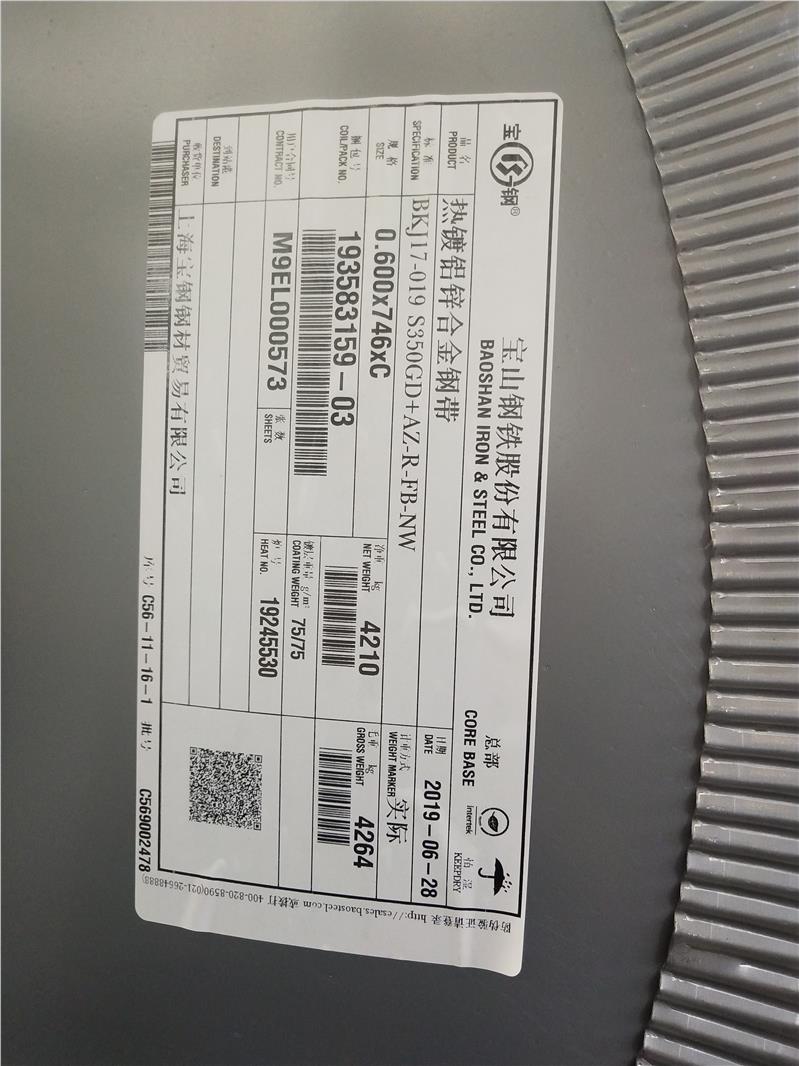 宝钢®
宝山钢铁股份有限公司
BAOSHAN IRON & STEEL CO., LTD.
总部
CORE BASE
Intertek
怕湿
KEEPDRY
品名
PRODUCT
热镀铝锌合金钢带
标准
SPECIFICATION
BKJ17-019 S350GD+AZ-R-FB-NW
日期
DATE
2019-06-28
规格
SIZE
0.600x746xC
计重方式
WEIGHT MARKER
实际
捆包号
COIL/PACK NO.
193583159-03
净重 kg
NET WEIGHT
4210
毛重 kg
GROSS WEIGHT
4264
镀层重量 g/m²
COATING WEIGHT
75/75
用户合同号
CONTRACT NO.
M9EL000573
张数
SHEETS
炉号
HEAT NO.
19245530
到站港
DESTINATION
收货单位
PURCHASER
上海宝钢钢材贸易有限公司
库号 C56-11-16-1 批号 C569002478
防伪验证请登录 http://esales.baosteel.com 或拨打 400-820-8590(021-26648888)